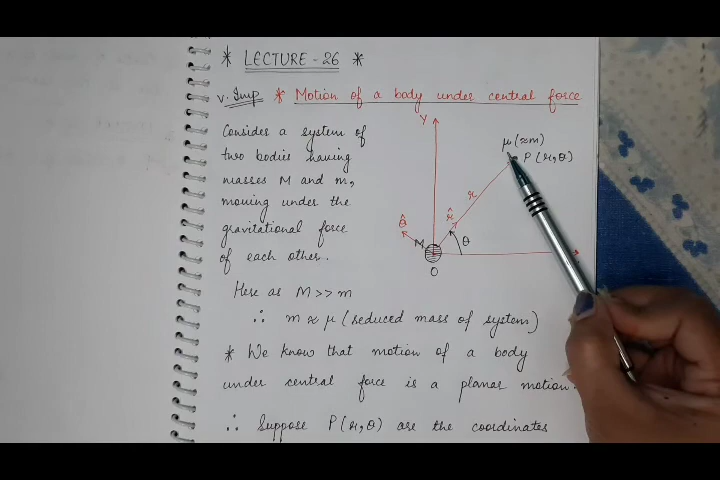 * LECTURE - 26 *
V. Imp * Motion of a body under central force
Consider a system of
two bodies having
masses M and m,
moving under the
gravitational force
of each other.
Y
μ(≈m)
P(r,θ)
r
r̂
θ̂
θ
M
O
Here as M >> m
∴ m ≈ μ (reduced mass of system)
* We know that motion of a body
under central force is a planar motion.
∴ Suppose P(r,θ) are the coordinates